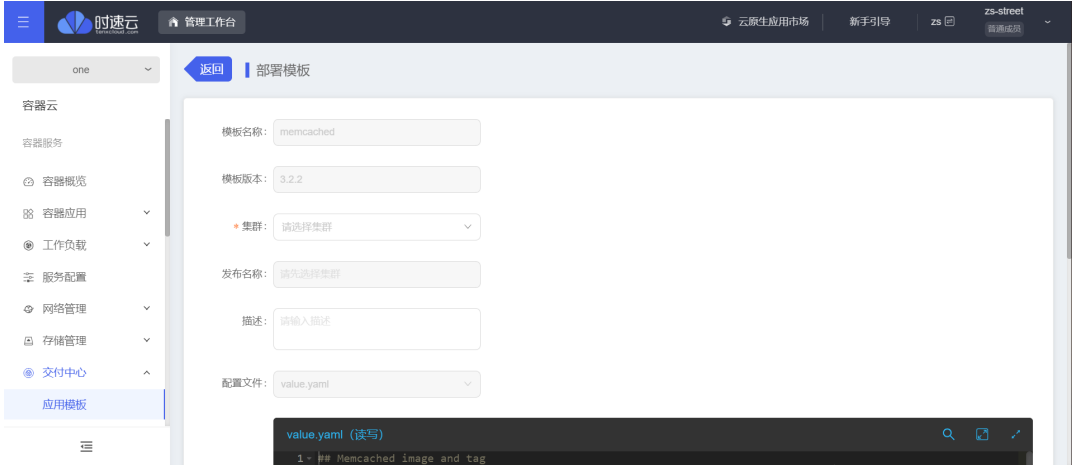 时速云
tenxcloud.com
管理工作台
云原生应用市场
新手引导
zs
zs-street
普通成员
one
返回
部署模板
容器云
容器服务
容器概览
容器应用
工作负载
服务配置
网络管理
存储管理
交付中心
应用模板
模板名称: memcached
模板版本: 3.2.2
* 集群: 请选择集群
发布名称: 请先选择集群
描述: 请输入描述
配置文件: value.yaml
value.yaml (读写)
1 ## Memcached image and tag